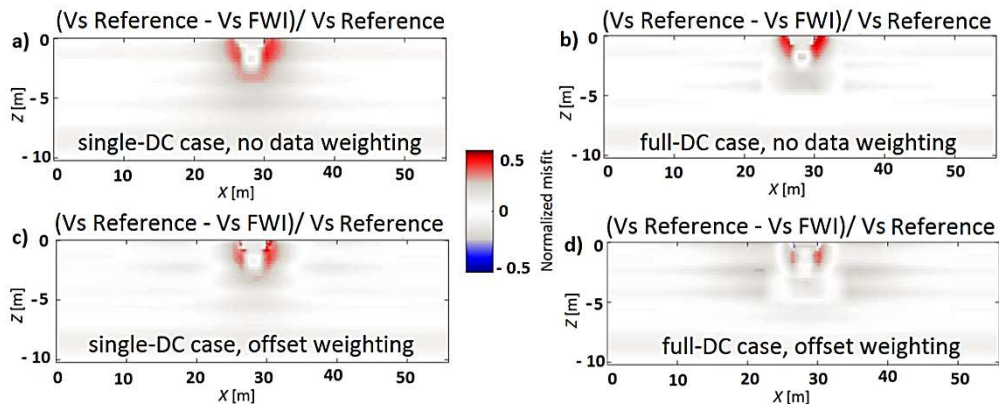 (Vs Reference - Vs FWI)/ Vs Reference
a)
0
- 5
- 10
Z [m]
single-DC case, no data weighting
0 10 20 30 40 50
X [m]
(Vs Reference - Vs FWI)/ Vs Reference
b)
0
-5
- 10
Z [m]
full-DC case, no data weighting
0 10 20 30 40 50
X [m]
0.5
0
- 0.5
Normalized misfit
(Vs Reference - Vs FWI)/ Vs Reference
c)
0
-5
- 10
Z [m]
single-DC case, offset weighting
0 10 20 30 40 50
X [m]
(Vs Reference - Vs FWI)/ Vs Reference
d)
0
-5
-10
Z [m]
full-DC case, offset weighting
0 10 20 30 40 50
X [m]